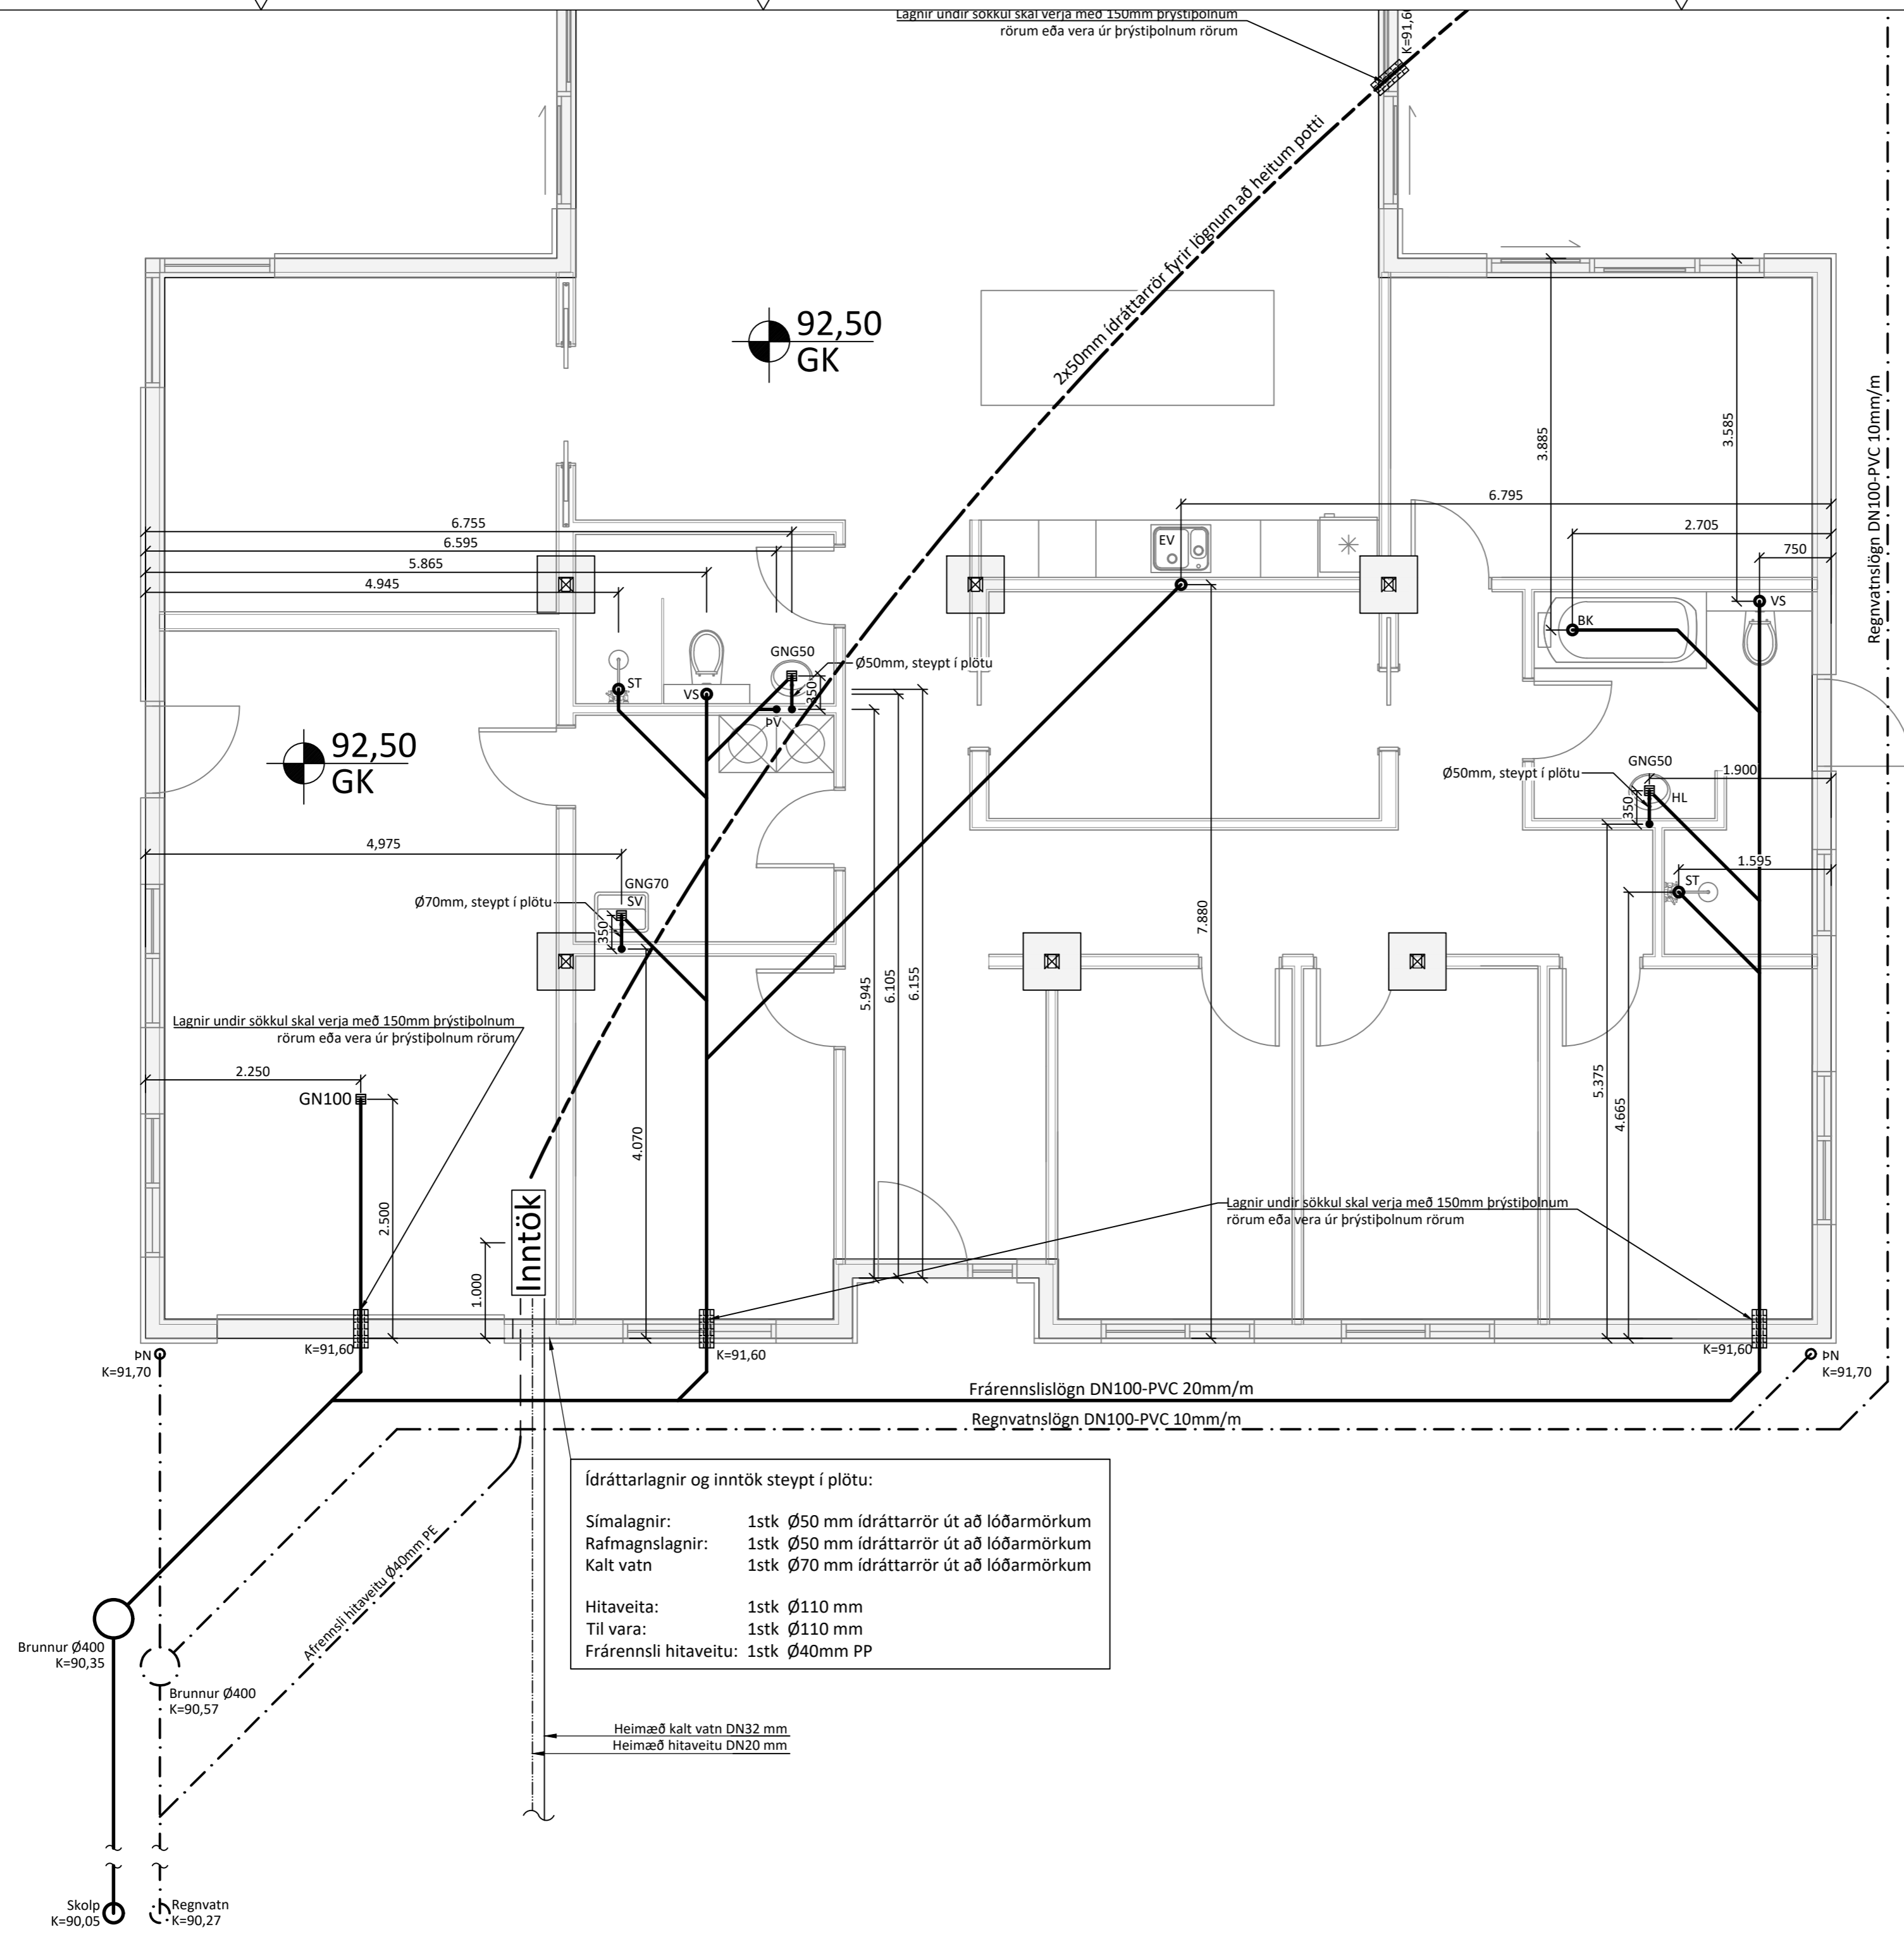 Lagnir undir sökkul skal verja með 150mm þrýstiþolnum
rörum eða vera úr þrýstiþolnum rörum
2x50mm ídráttarrör fyrir lögnum að heitum potti
92,50
GK
3.885
3.585
Regnvatnslögn DN100-PVC 10mm/m
6.795
2.705
750
6.755
6.595
5.865
4.945
EV
VS
BK
GNG50
Ø50mm, steypt í plötu
350
ST
VS
ÞV
92,50
GK
GNG50
Ø50mm, steypt í plötu
1.900
350
HL
4,975
1.595
ST
GNG70
SV
Ø70mm, steypt í plötu
350
7.880
5.945
6.105
6.155
Lagnir undir sökkul skal verja með 150mm þrýstiþolnum
rörum eða vera úr þrýstiþolnum rörum
2.250
GN100
5.375
4.665
4.070
2.500
Inntök
1.000
Lagnir undir sökkul skal verja með 150mm þrýstiþolnum
rörum eða vera úr þrýstiþolnum rörum
K=91,60
K=91,60
K=91,60
ÞN
K=91,70
ÞN
K=91,70
Frárennslislögn DN100-PVC 20mm/m
Regnvatnslögn DN100-PVC 10mm/m
Ídráttarlagnir og inntök steypt í plötu:
Símalagnir: 1stk Ø50 mm ídráttarrör út að lóðarmörkum
Rafmagnslagnir: 1stk Ø50 mm ídráttarrör út að lóðarmörkum
Kalt vatn 1stk Ø70 mm ídráttarrör út að lóðarmörkum
Hitaveita: 1stk Ø110 mm
Til vara: 1stk Ø110 mm
Frárennsli hitaveitu: 1stk Ø40mm PP
Afrennsli hitaveitu Ø40mm PE
Brunnur Ø400
K=90,35
Brunnur Ø400
K=90,57
Heimæð kalt vatn DN32 mm
Heimæð hitaveitu DN20 mm
Skolp
K=90,05
Regnvatn
K=90,27